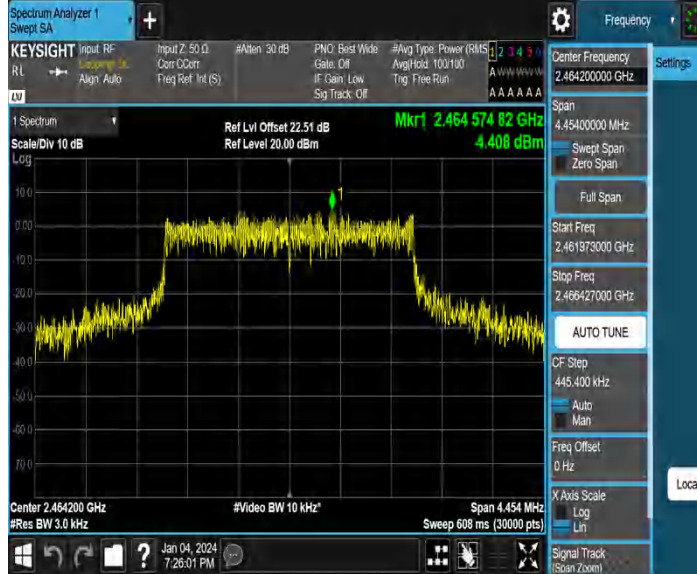 Spectrum Analyzer 1
Swept SA
+
Frequency
KEYSIGHT
RL
LXI
Input: RF
Align: Auto
Input Z: 50 Ω
Corr CCorr
Freq Ref: Int (S)
#Atten: 30 dB
PNO: Best Wide
Gate: Off
IF Gain: Low
Sig Track: Off
#Avg Type: Power (RMS
Avg|Hold: 100/100
Trig: Free Run
1 2 3 4 5 6
A W W W W W
A A A A A A
1 Spectrum
Scale/Div 10 dB
Log
Ref Lvl Offset 22.51 dB
Ref Level 20.00 dBm
Mkr1 2.464 574 82 GHz
4.408 dBm
1
10.0
0.00
-10.0
-20.0
-30.0
-40.0
-70.0
Center 2.464200 GHz
#Res BW 3.0 kHz
#Video BW 10 kHz*
Span 4.454 MHz
Sweep 608 ms (30000 pts)
Center Frequency
2.464200000 GHz
Settings
Span
4.45400000 MHz
Swept Span
Zero Span
Full Span
Start Freq
2.461973000 GHz
Stop Freq
2.466427000 GHz
AUTO TUNE
CF Step
445.400 kHz
Auto
Man
Freq Offset
0 Hz
X Axis Scale
Log
Lin
Loca
Signal Track
(Span Zoom)
?
Jan 04, 2024
7:26:01 PM